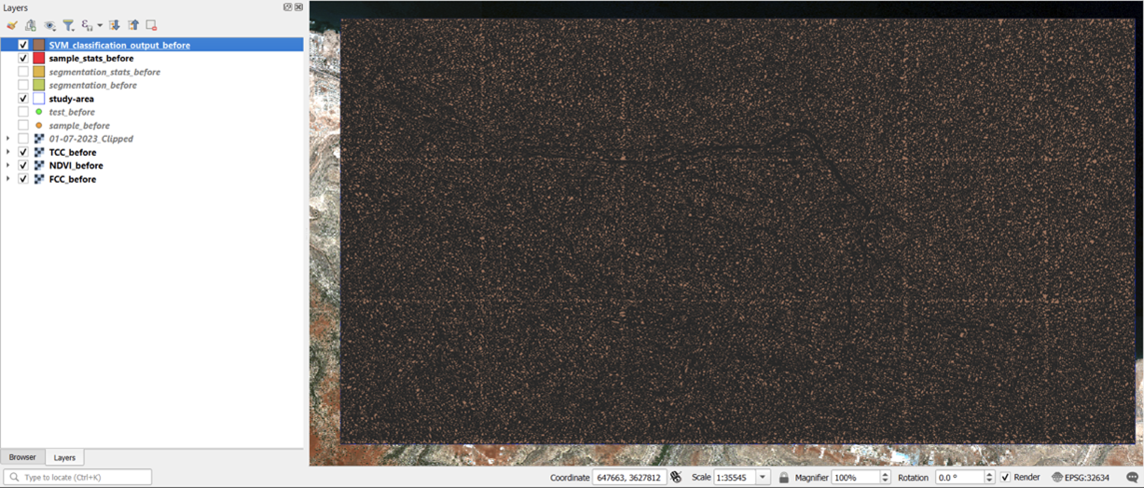 Layers
SVM_classification_output_before
sample_stats_before
segmentation_stats_before
segmentation_before
study-area
test_before
sample_before
01-07-2023_Clipped
TCC_before
NDVI_before
FCC_before
Browser Layers
Type to locate (Ctrl+K) Coordinate 647663, 3627812 Scale 1:35545 Magnifier 100% Rotation 0.0 ° Render EPSG:32634